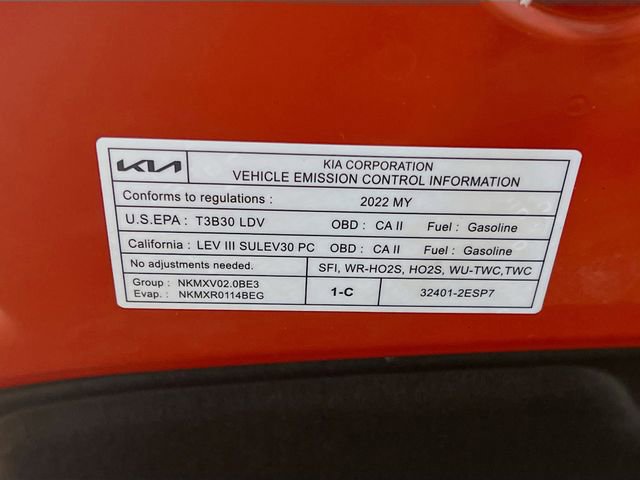 KIA
KIA CORPORATION
VEHICLE EMISSION CONTROL INFORMATION
Conforms to regulations : 2022 MY
U.S.EPA : T3B30 LDV OBD : CA II Fuel : Gasoline
California : LEV III SULEV30 PC OBD : CA II Fuel : Gasoline
No adjustments needed. SFI, WR-HO2S, HO2S, WU-TWC,TWC
Group : NKMXV02.0BE3
Evap. : NKMXR0114BEG
1-C
32401-2ESP7